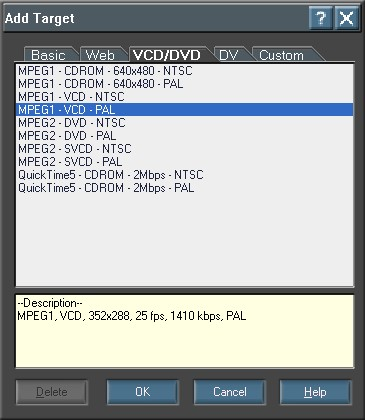 Add Target
?
X
Basic Web VCD/DVD DV Custom
MPEG1 - CDROM - 640x480 - NTSC
MPEG1 - CDROM - 640x480 - PAL
MPEG1 - VCD - NTSC
MPEG1 - VCD - PAL
MPEG2 - DVD - NTSC
MPEG2 - DVD - PAL
MPEG2 - SVCD - NTSC
MPEG2 - SVCD - PAL
QuickTime5 - CDROM - 2Mbps - NTSC
QuickTime5 - CDROM - 2Mbps - PAL
--Description--
MPEG1, VCD, 352x288, 25 fps, 1410 kbps, PAL
Delete OK Cancel Help